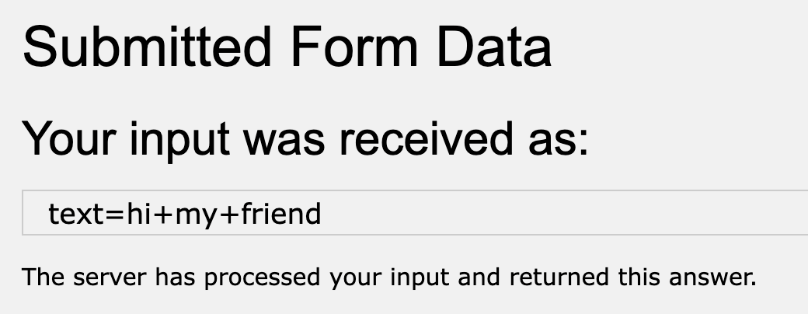 Submitted Form Data
Your input was received as:
text=hi+my+friend
The server has processed your input and returned this answer.